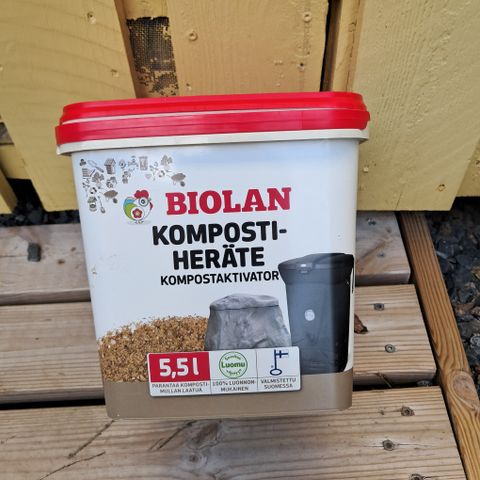 BIOLAN
KOMPOSTI-
HERÄTE
KOMPOSTAKTIVATOR
5,5 l
PARANTAA KOMPOSTI-
MULLAN LAATUA
Luomu
100% LUONNON-
MUKAINEN
VALMISTETTU
SUOMESSA